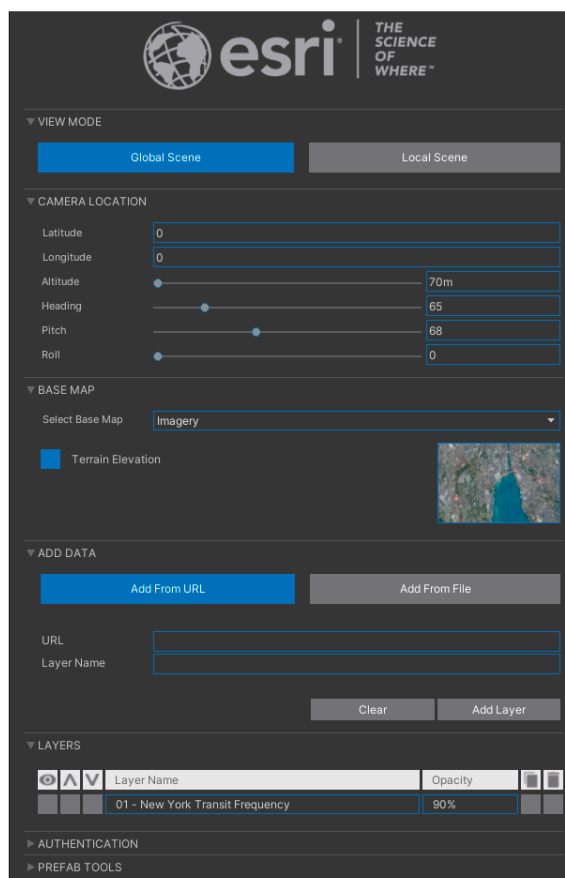 esri
THE
SCIENCE
OF
WHERE™
VIEW MODE
Global Scene
Local Scene
CAMERA LOCATION
Latitude 0
Longitude 0
Altitude 70m
Heading 65
Pitch 68
Roll 0
BASE MAP
Select Base Map Imagery
Terrain Elevation
ADD DATA
Add From URL
Add From File
URL
Layer Name
Clear
Add Layer
LAYERS
Layer Name Opacity
01 - New York Transit Frequency 90%
AUTHENTICATION
PREFAB TOOLS